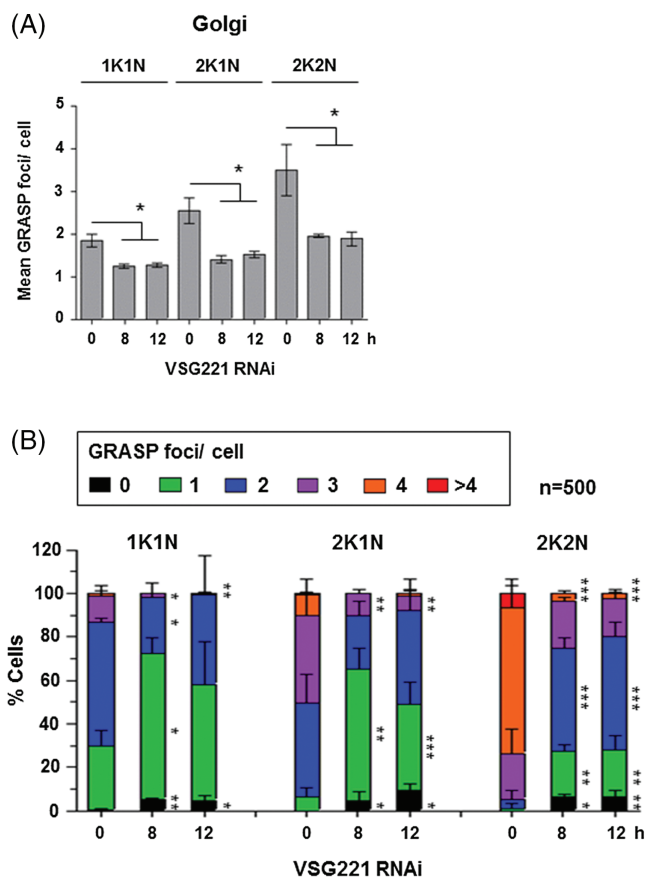 (A)
Golgi
1K1N 2K1N 2K2N
5
4
3
2
1
0
Mean GRASP foci/ cell
* * *
0 8 12 0 8 12 0 8 12 h
VSG221 RNAi
(B)
GRASP foci/ cell
0 1 2 3 4 >4
n=500
1K1N 2K1N 2K2N
120
100
80
60
40
20
0
% Cells
* * * ** ** * ** ** * ** *** * *** *** ** * *** *** ** **
0 8 12 0 8 12 0 8 12 h
VSG221 RNAi